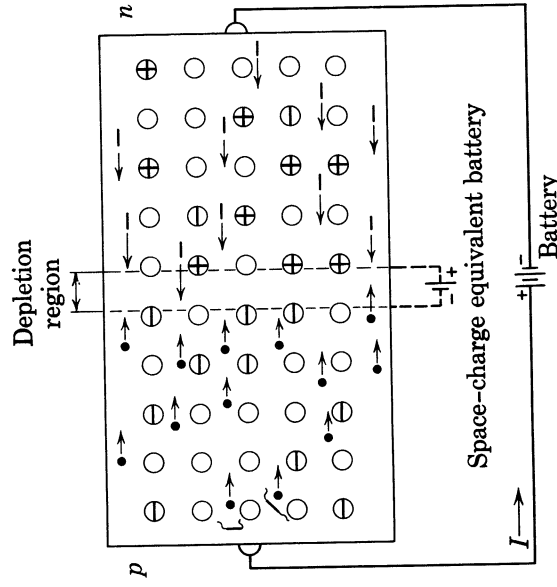 Depletion
region
p
n
− +
Space-charge equivalent battery
+ −
Battery
I